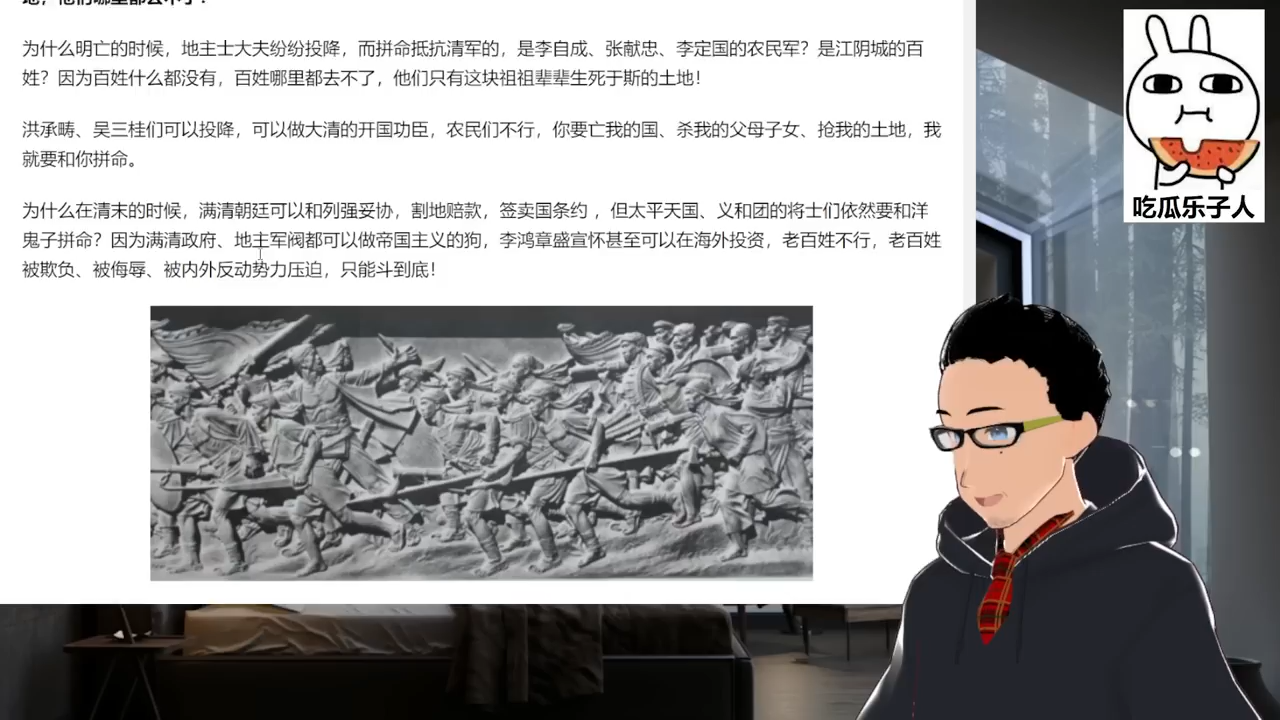 地，他们哪里都去不了！
为什么明亡的时候，地主士大夫纷纷投降，而拼命抵抗清军的，是李自成、张献忠、李定国的农民军？是江阴城的百
姓？因为百姓什么都没有，百姓哪里都去不了，他们只有这块祖祖辈辈生死于斯的土地！
洪承畴、吴三桂们可以投降，可以做大清的开国功臣，农民们不行，你要亡我的国、杀我的父母子女、抢我的土地，我
就要和你拼命。
为什么在清末的时候，满清朝廷可以和列强妥协，割地赔款，签卖国条约 ，但太平天国、义和团的将士们依然要和洋
鬼子拼命？因为满清政府、地主军阀都可以做帝国主义的狗，李鸿章盛宣怀甚至可以在海外投资，老百姓不行，老百姓
被欺负、被侮辱、被内外反动势力压迫，只能斗到底！
吃瓜乐子人